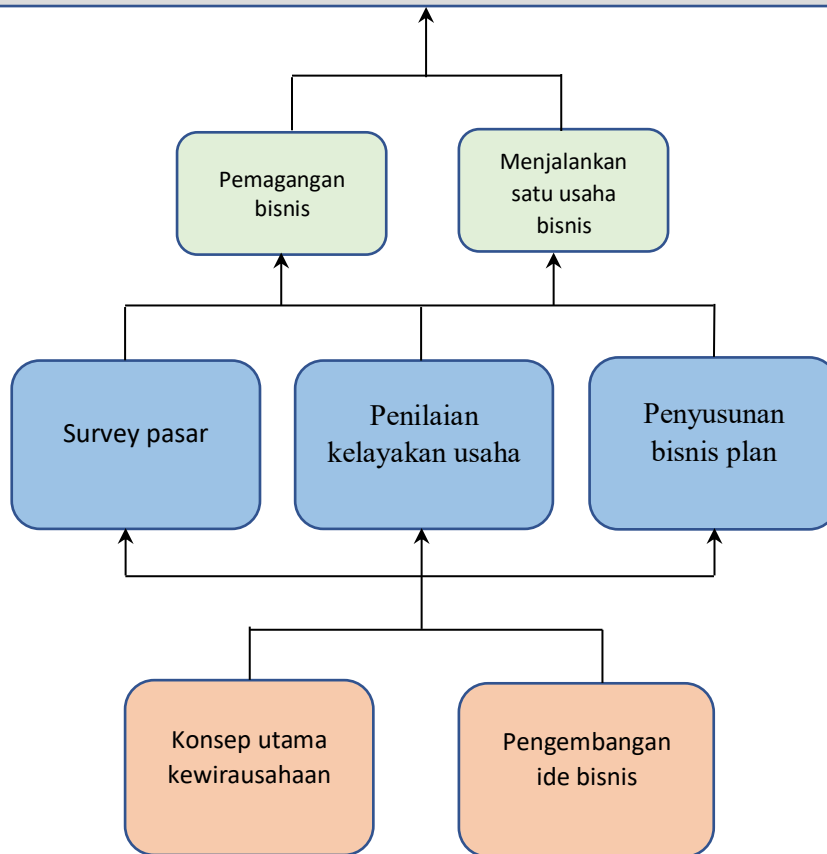 Pemagangan
bisnis
Menjalankan
satu usaha
bisnis
Survey pasar
Penilaian
kelayakan usaha
Penyusunan
bisnis plan
Konsep utama
kewirausahaan
Pengembangan
ide bisnis